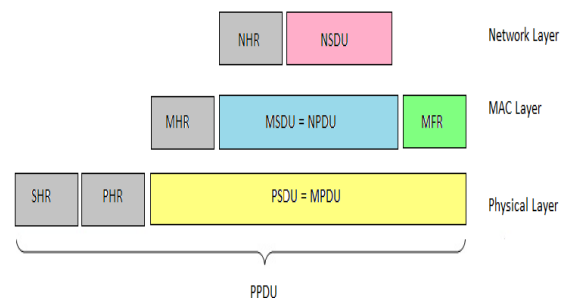 NHR NSDU Network Layer
MHR MSDU = NPDU MFR MAC Layer
SHR PHR PSDU = MPDU Physical Layer
PPDU